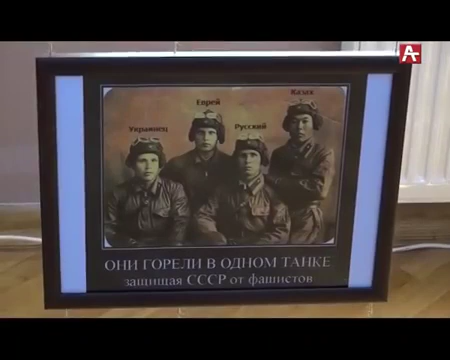 A
Казах
Еврей
Украинец
Русский
ОНИ ГОРЕЛИ В ОДНОМ ТАНКЕ
защищая СССР от фашистов